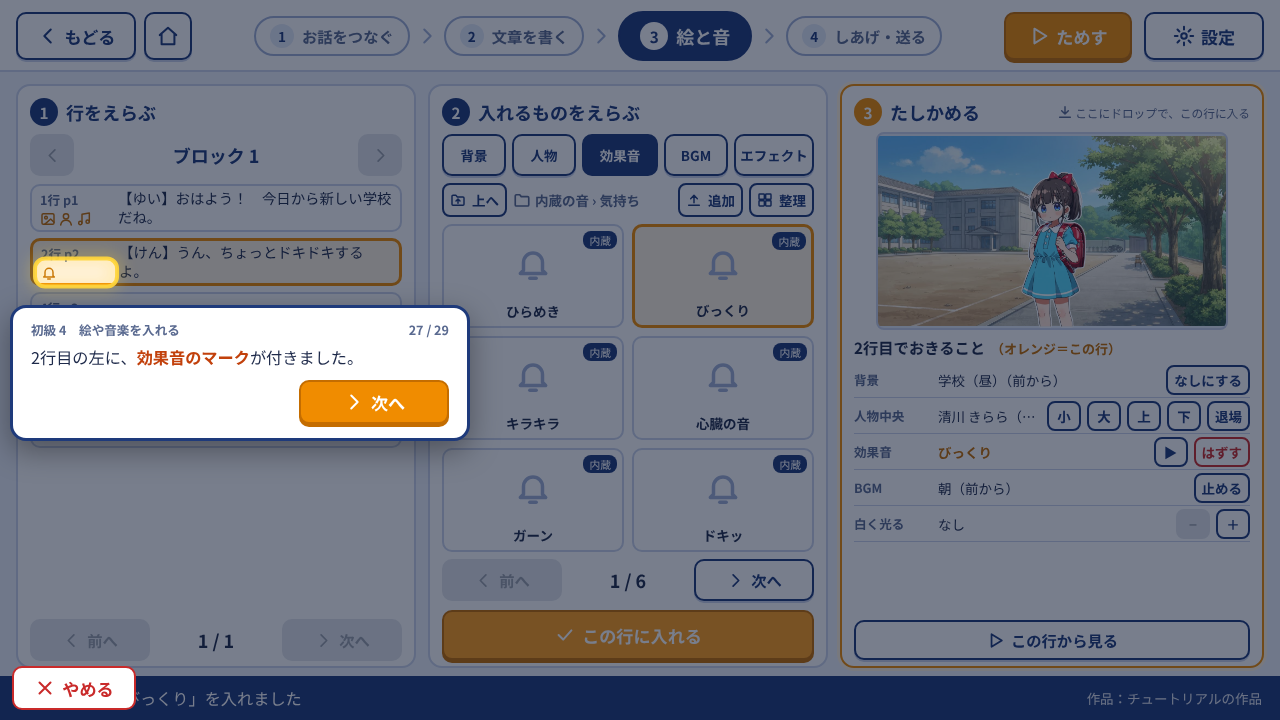 もどる
1 お話をつなぐ
2 文章を書く
3 絵と音
4 しあげ・送る
ためす
設定
1 行をえらぶ
ブロック 1
1行 p1
【ゆい】おはよう！　今日から新しい学校
だね。
2行 p2
【けん】うん、ちょっとドキドキする
よ。
初級 4　絵や音楽を入れる
27 / 29
2行目の左に、効果音のマークが付きました。
次へ
前へ
1 / 1
次へ
2 入れるものをえらぶ
背景
人物
効果音
BGM
エフェクト
上へ
内蔵の音 › 気持ち
追加
整理
内蔵
ひらめき
内蔵
びっくり
内蔵
キラキラ
内蔵
心臓の音
内蔵
ガーン
内蔵
ドキッ
前へ
1 / 6
次へ
この行に入れる
3 たしかめる
ここにドロップで、この行に入る
2行目でおきること （オレンジ＝この行）
背景 学校（昼）（前から） なしにする
人物中央 清川 きらら（… 小 大 上 下 退場
効果音 びっくり はずす
BGM 朝（前から） 止める
白く光る なし − ＋
この行から見る
やめる
びっくり」を入れました
作品：チュートリアルの作品